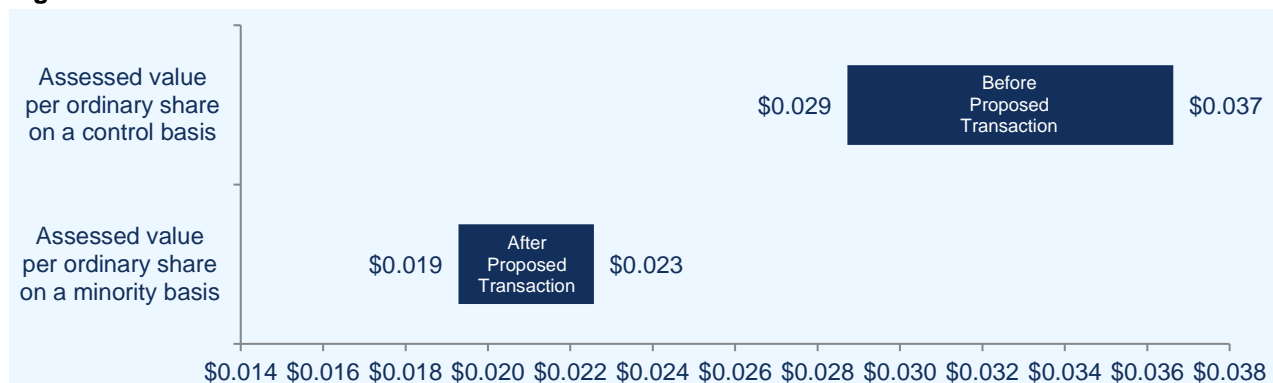 Assessed value
per ordinary share
on a control basis
$0.029
Before
Proposed
Transaction
$0.037
Assessed value
per ordinary share
on a minority basis
$0.019
After
Proposed
Transaction
$0.023
$0.014 $0.016 $0.018 $0.020 $0.022 $0.024 $0.026 $0.028 $0.030 $0.032 $0.034 $0.036 $0.038